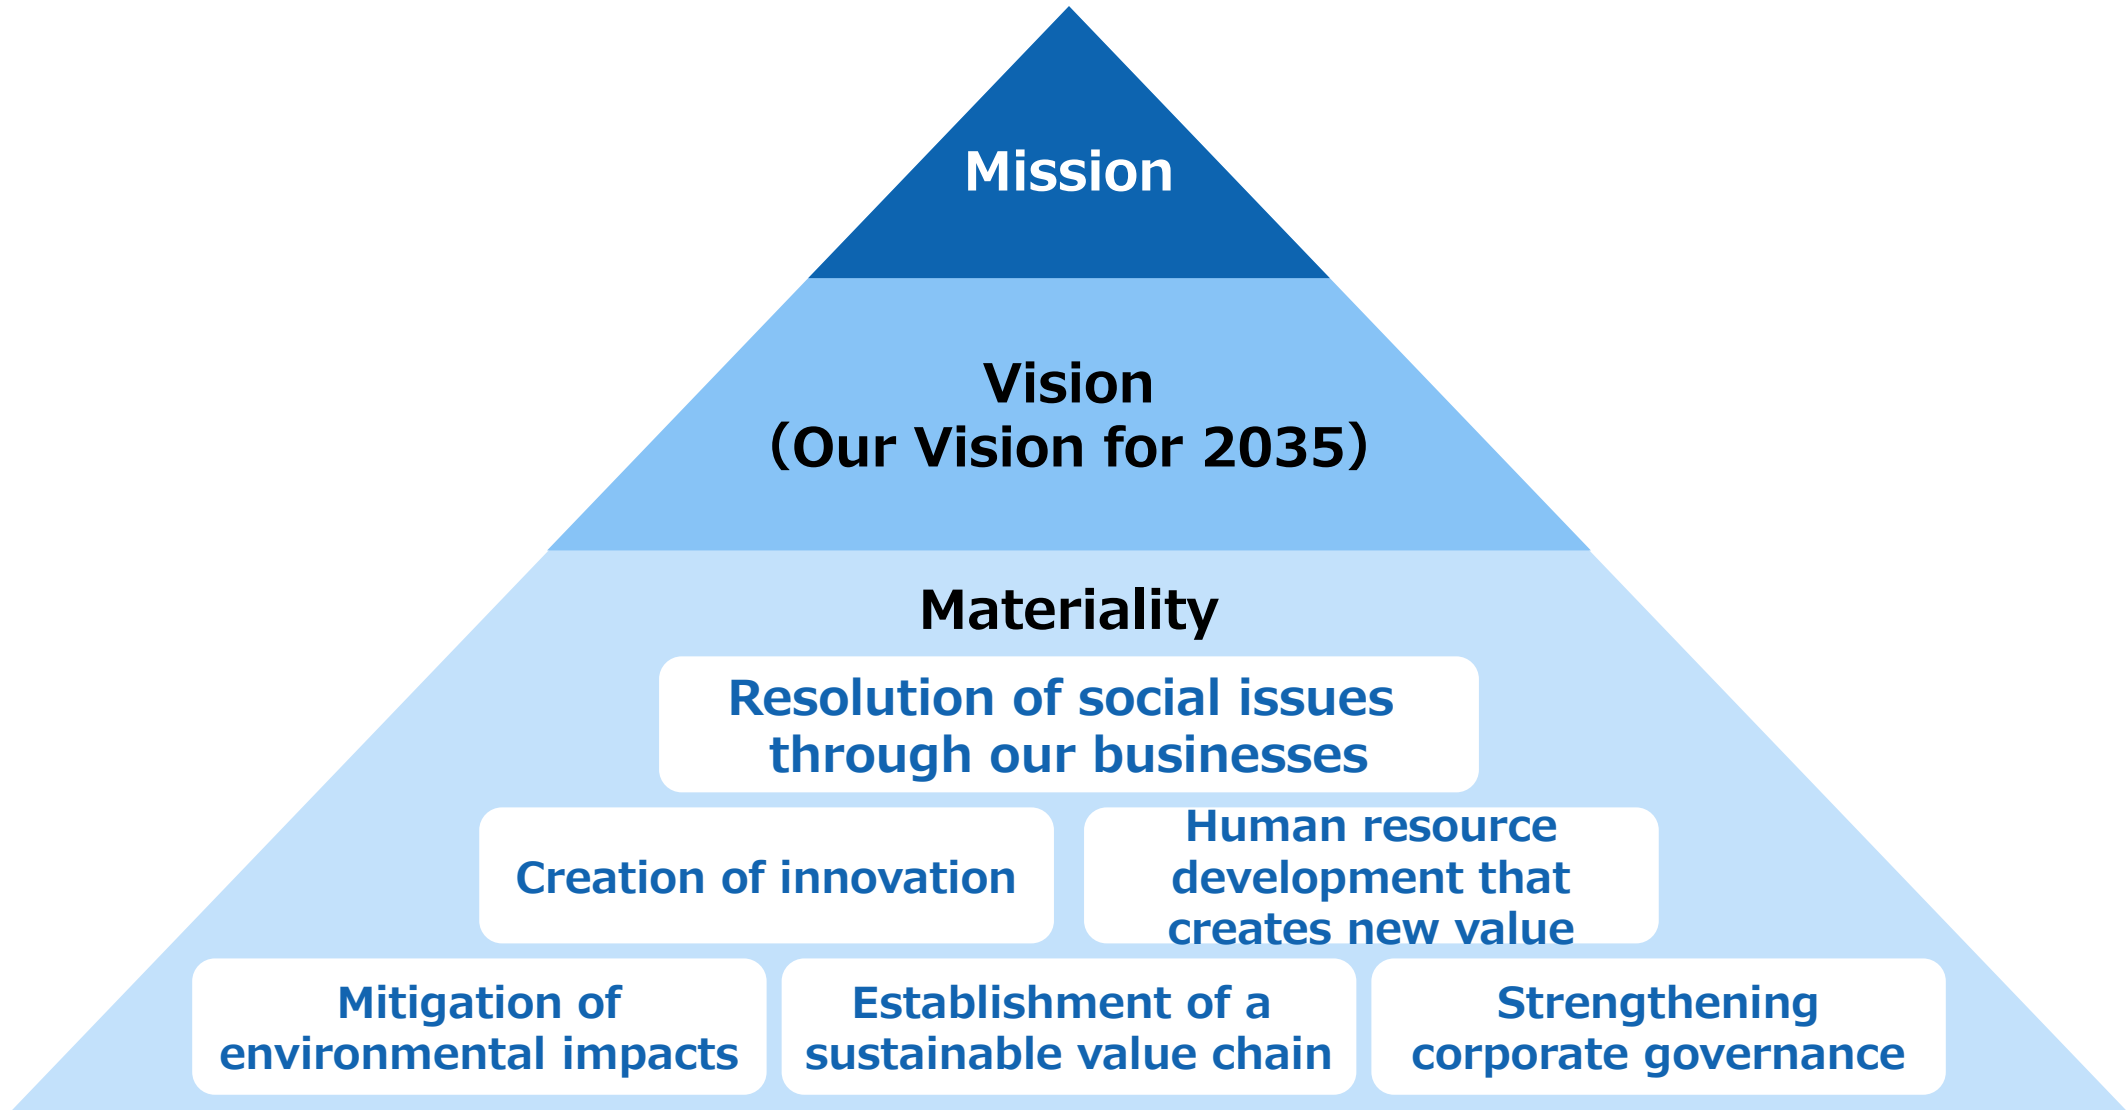 Mission
Vision
(Our Vision for 2035)
Materiality
Resolution of social issues
through our businesses
Creation of innovation
Human resource
development that
creates new value
Mitigation of
environmental impacts
Establishment of a
sustainable value chain
Strengthening
corporate governance